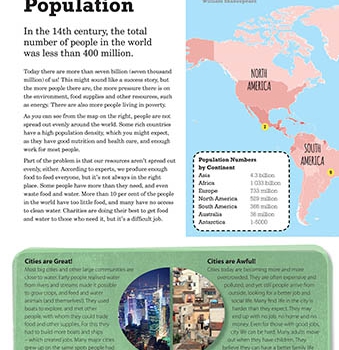 William Shakespeare
Population
In the 14th century, the total
number of people in the world
was less than 400 million.
Today there are more than seven billion (seven thousand
million) of us! This might sound like a success story, but
the more people there are, the more pressure there is on
the environment, food supplies and other resources, such
as energy. There are also more people living in poverty.
As you can see from the map on the right, people are not
spread out evenly around the world. Some rich countries
have a high population density, which you might expect,
as they have good nutrition and health care, and enough
work for most people.
Part of the problem is that our resources aren't spread out
evenly, either. According to experts, we produce enough
food to feed everyone, but it's not always in the right
place. Some people have more than they need, and even
waste food and water. More than 10 per cent of the people
in the world have too little food, and many have no access
to clean water. Charities are doing their best to get food
and water to those who need it, but it's a difficult job.
NORTH
AMERICA
2
SOUTH
AMERICA
Population Numbers
by Continent
Asia 4.3 billion
Africa 1 033 billion
Europe 733 million
North America 529 million
South America 388 million
Australia 38 million
Antarctica 1-5000
Cities are Great!
Most big cities and other large communities are
close to water. Early people realised water
from rivers and streams made it possible
to grow crops, and feed and water
animals (and themselves!). They used
boats to explore, and met other
people, with whom they could trade
food and other supplies. For this, they
had to build more boats and ships
– which created jobs. Many major cities
grew up on the same spots people had
Cities are Awful!
Cities today are becoming more and more
overcrowded. They are often expensive and
polluted, and yet still people arrive from
outside, looking for a better job and
social life. Many find life in the city is
harder than they expect. They may
end up with no job, no home and no
money. Even for those with good jobs,
city life can be hard. Many adults move
out when they have children. They
believe they can have a better family life